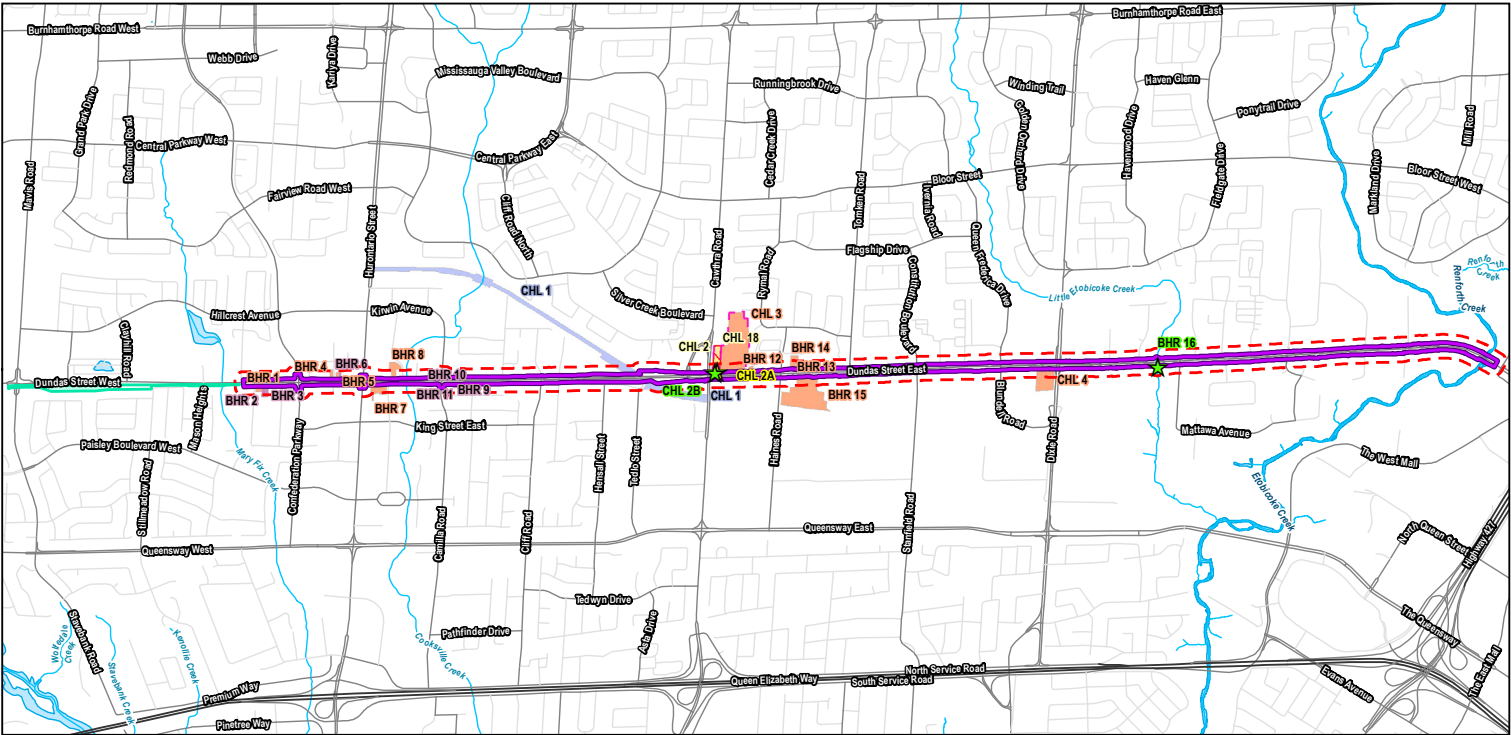 Burnhamthorpe Road West
Burnhamthorpe Road East
Webb Drive
Kariya Drive
Mississauga Valley Boulevard
Runningbrook Drive
Winding Trail
Haven Glenn
Ponytrail Drive
Grand Park Drive
Redmond Road
Central Parkway West
Central Parkway East
Cedar Creek Drive
Golden Orchard Drive
Havenwood Drive
Fieldgate Drive
Markland Drive
Mill Road
Bloor Street West
Mavis Road
Fairview Road West
Cliff Road North
Tomken Road
Bloor Street
Ivernia Road
Huronturio Street
Cawthra Road
Rymal Road
Flagship Drive
Constitution Boulevard
Queen Frederica Drive
Renforth
Creek
Renforth Creek
Little Etobicoke Creek
CHL 1
Silver Creek Boulevard
Hillcrest Avenue
Kirwin Avenue
Clayhill Road
CHL 3
CHL 18
CHL 2
BHR 16
BHR 14
BHR 12
BHR 13
BHR 8
BHR 6
BHR 4
BHR 1
BHR 5
BHR 10
CHL 2A
Dundas Street East
Dundas Street West
BHR 2
BHR 3
BHR 11
BHR 9
BHR 7
CHL 2B
CHL 1
BHR 15
CHL 4
Blundel Road
Mason Heights
King Street East
Paisley Boulevard West
Mary Fix Creek
Confederation Parkway
Stillmeadow Road
Hensall Street
Tedlo Street
Haines Road
Dixie Road
Mattawa Avenue
The West Mall
Etobicoke Creek
Camilla Road
Cliff Road
Stanfield Road
Queensway East
Queensway West
North Queen Street
Highway 427
Tedwyn Drive
Pathfinder Drive
Asta Drive
Cooksville Creek
Stavebank Road
Wolfedale
Creek
Stavebank Creek
Kenollie Creek
The Queensway
Evans Avenue
The East Mall
North Service Road
South Service Road
Queen Elizabeth Way
Premium Way
Pinetree Way